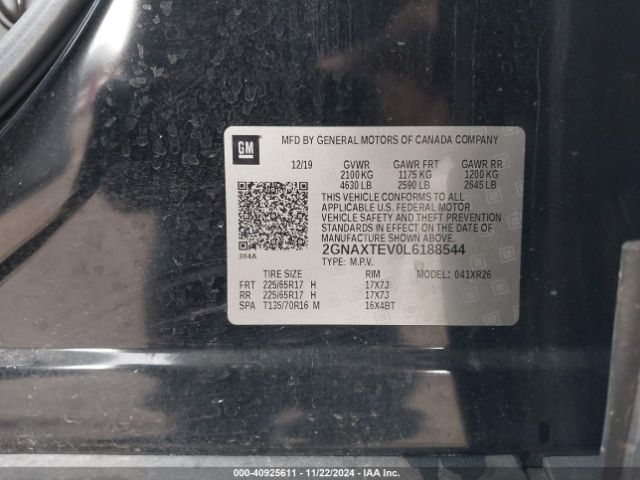 GM
MFD BY GENERAL MOTORS OF CANADA COMPANY
12/19 GVWR GAWR FRT GAWR RR
2100 KG 1175 KG 1200 KG
4630 LB 2590 LB 2645 LB
THIS VEHICLE CONFORMS TO ALL
APPLICABLE U.S. FEDERAL MOTOR
VEHICLE SAFETY AND THEFT PREVENTION
STANDARDS IN EFFECT ON THE DATE OF
MANUFACTURE SHOWN ABOVE.
394A 2GNAXTEV0L6188544
TYPE: M.P.V.
TIRE SIZE RIM MODEL: 041XR26
FRT 225/65R17 H 17X7J
RR 225/65R17 H 17X7J
SPA T135/70R16 M 16X4BT
000-40925611 - 11/22/2024 - IAA Inc.